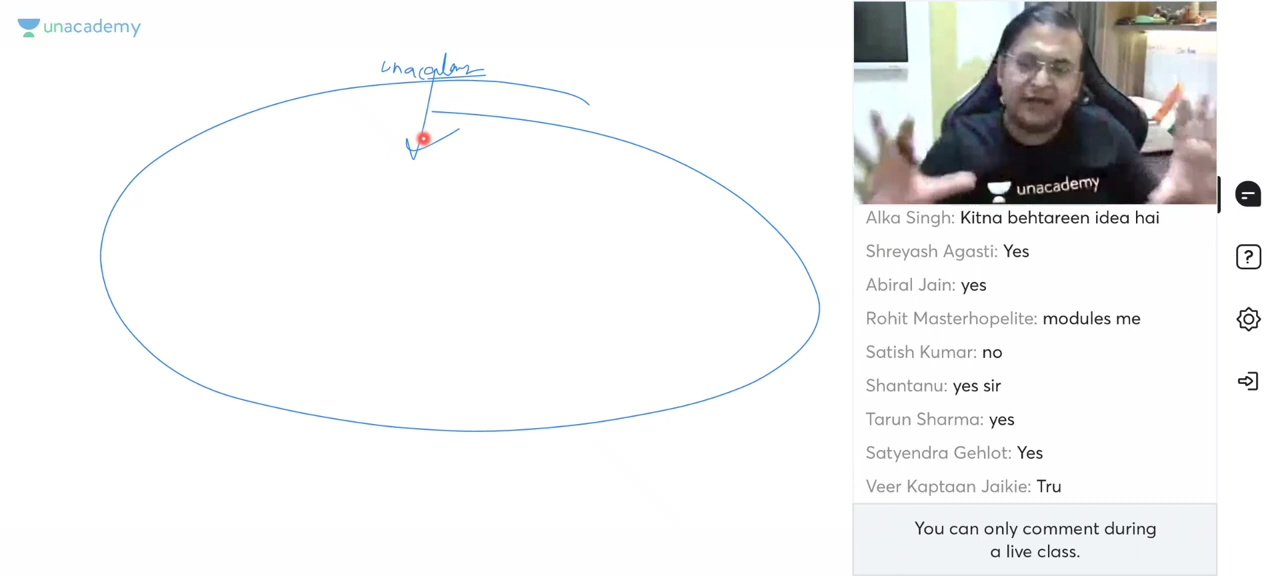 unacademy
unacademy
unacademy
Alka Singh: Kitna behtareen idea hai
Shreyash Agasti: Yes
Abiral Jain: yes
Rohit Masterhopelite: modules me
Satish Kumar: no
Shantanu: yes sir
Tarun Sharma: yes
Satyendra Gehlot: Yes
Veer Kaptaan Jaikie: Tru
You can only comment during
a live class.
?